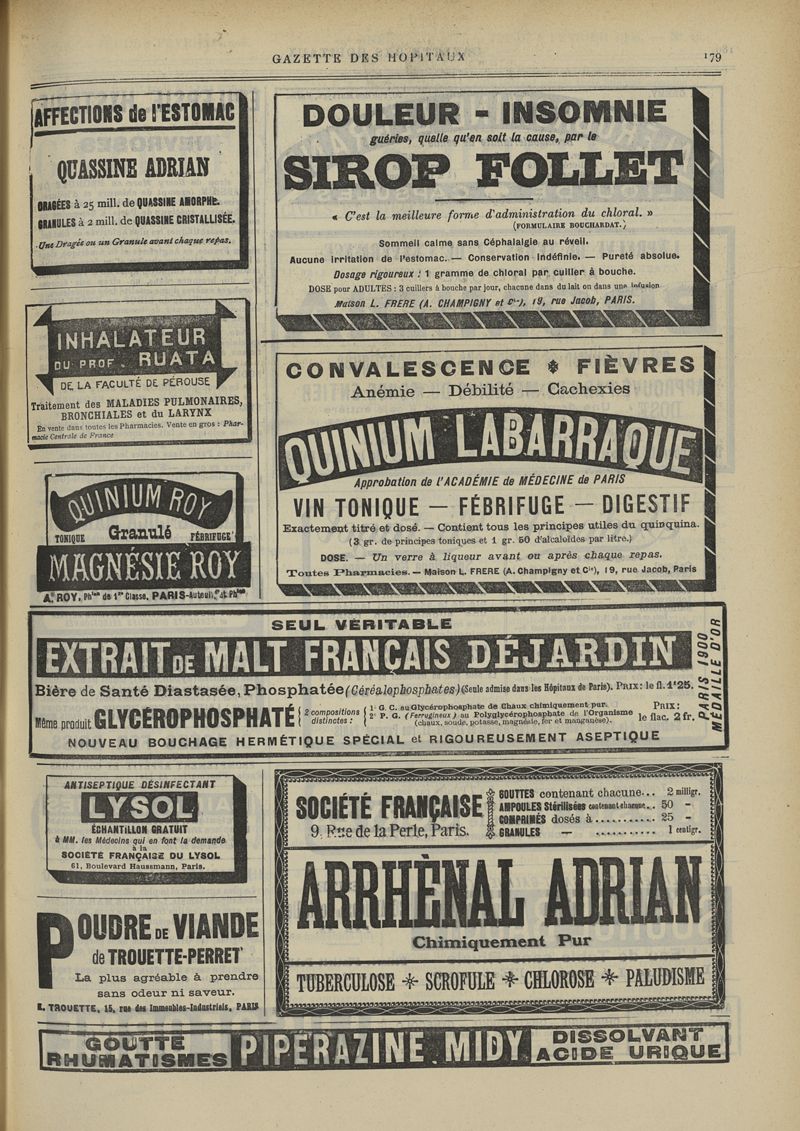 GAZETTE DES HOPITAUX
179
AFFECTIONS de l'ESTOMAC
QUASSINE ADRIAN
DRAGÉES à 25 mill. de QUASSINE AMORPHE.
GRANULES à 2 mill. de QUASSINE CRISTALLISÉE.
Une Dragée ou un Granule avant chaque repas.
DOULEUR - INSOMNIE
guéries, quelle qu'en soit la cause, par le
SIROP FOLLET
« C'est la meilleure forme d'administration du chloral. »
(FORMULAIRE BOUCHARDAT.)
Sommeil calme sans Céphalalgie au réveil.
Aucune irritation de l'estomac. — Conservation indéfinie. — Pureté absolue.
Dosage rigoureux : 1 gramme de chloral par cuiller à bouche.
DOSE pour ADULTES : 3 cuillers à bouche par jour, chacune dans du lait ou dans une infusion
Maison L. FRERE (A. CHAMPIGNY et Cie), 19, rue Jacob, PARIS.
INHALATEUR
DU PROF. RUATA
DE LA FACULTÉ DE PÉROUSE
Traitement des MALADIES PULMONAIRES,
BRONCHIALES et du LARYNX
En vente dans toutes les Pharmacies. Vente en gros : Phar-
macie Centrale de France
CONVALESCENCE * FIÈVRES
Anémie — Débilité — Cachexies
QUINIUM LABARRAQUE
Approbation de l'ACADÉMIE de MÉDECINE de PARIS
VIN TONIQUE — FÉBRIFUGE — DIGESTIF
Exactement titré et dosé. — Contient tous les principes utiles du quinquina.
(3 gr. de principes toniques et 1 gr. 50 d'alcaloïdes par litre.)
DOSE. — Un verre à liqueur avant ou après chaque repas.
Toutes Pharmacies. — Maison L. FRERE (A. Champigny et Cie), 19, rue Jacob, Paris
QUINIUM ROY
TONIQUE Granulé FÉBRIFUGE
MAGNÉSIE ROY
A. ROY, Phien de 1re Classe, PARIS-Auteuil, et Phies
SEUL VÉRITABLE
EXTRAIT DE MALT FRANÇAIS DÉJARDIN
PARIS 1900
MÉDAILLE D'OR
Bière de Santé Diastasée, Phosphatée (Céréalophosphates) (Seule admise dans les Hôpitaux de Paris). PRIX: le fl. 1f25.
Même produit GLYCÉROPHOSPHATÉ 2 compositions distinctes :
1° G. C. au Glycérophosphate de Chaux chimiquement pur.
2° P. G. (Ferrugineux) au Polyglycérophosphate de l'Organisme
(chaux, soude, potasse, magnésie, fer et manganèse).
PRIX:
le flac. 2 fr.
NOUVEAU BOUCHAGE HERMÉTIQUE SPÉCIAL et RIGOUREUSEMENT ASEPTIQUE
ANTISEPTIQUE DÉSINFECTANT
LYSOL
ÉCHANTILLON GRATUIT
à MM. les Médecins qui en font la demande
à la
SOCIÉTÉ FRANÇAISE DU LYSOL
61, Boulevard Haussmann, Paris.
SOCIÉTÉ FRANÇAISE
9, Rue de la Perle, Paris.
GOUTTES contenant chacune... 2 milligr.
AMPOULES Stérilisées contenant chacune... 50 -
COMPRIMÉS dosés à ........... 25 -
GRANULES — ............ 1 centigr.
ARRHÉNAL ADRIAN
Chimiquement Pur
TUBERCULOSE * SCROFULE * CHLOROSE * PALUDISME
POUDRE DE VIANDE
de TROUETTE-PERRET
La plus agréable à prendre
sans odeur ni saveur.
E. TROUETTE, 15, rue des Immeubles-Industriels, PARIS
GOUTTE
RHUMATISMES
PIPÉRAZINE MIDY
DISSOLVANT
ACIDE URIQUE